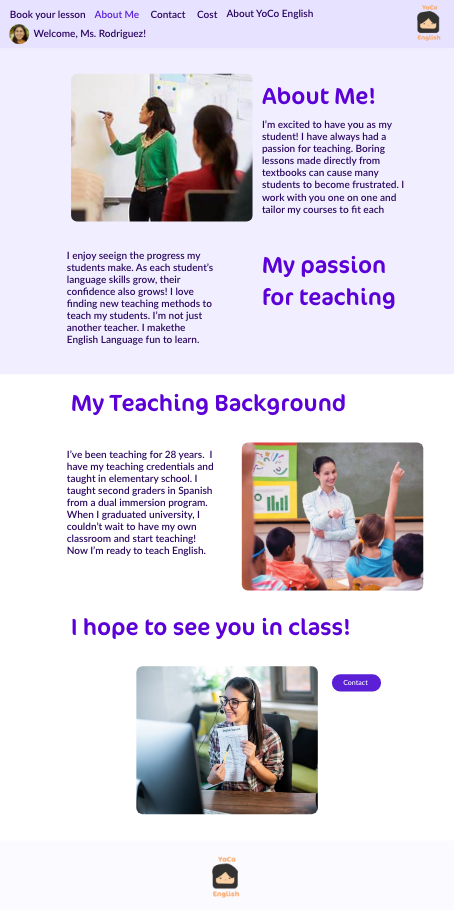 Book your lesson About Me Contact Cost About YoCo English
Welcome, Ms. Rodriguez!
YoCo
English
About Me!
I'm excited to have you as my
student! I have always had a
passion for teaching. Boring
lessons made directly from
textbooks can cause many
students to become frustrated. I
work with you one on one and
tailor my courses to fit each
I enjoy seeign the progress my
students make. As each student's
language skills grow, their
confidence also grows! I love
finding new teaching methods to
teach my students. I'm not just
another teacher. I makethe
English Language fun to learn.
My passion
for teaching
My Teaching Background
I've been teaching for 28 years. I
have my teaching credentials and
taught in elementary school. I
taught second graders in Spanish
from a dual immersion program.
When I graduated university, I
couldn't wait to have my own
classroom and start teaching!
Now I'm ready to teach English.
I hope to see you in class!
Contact
YoCo
English